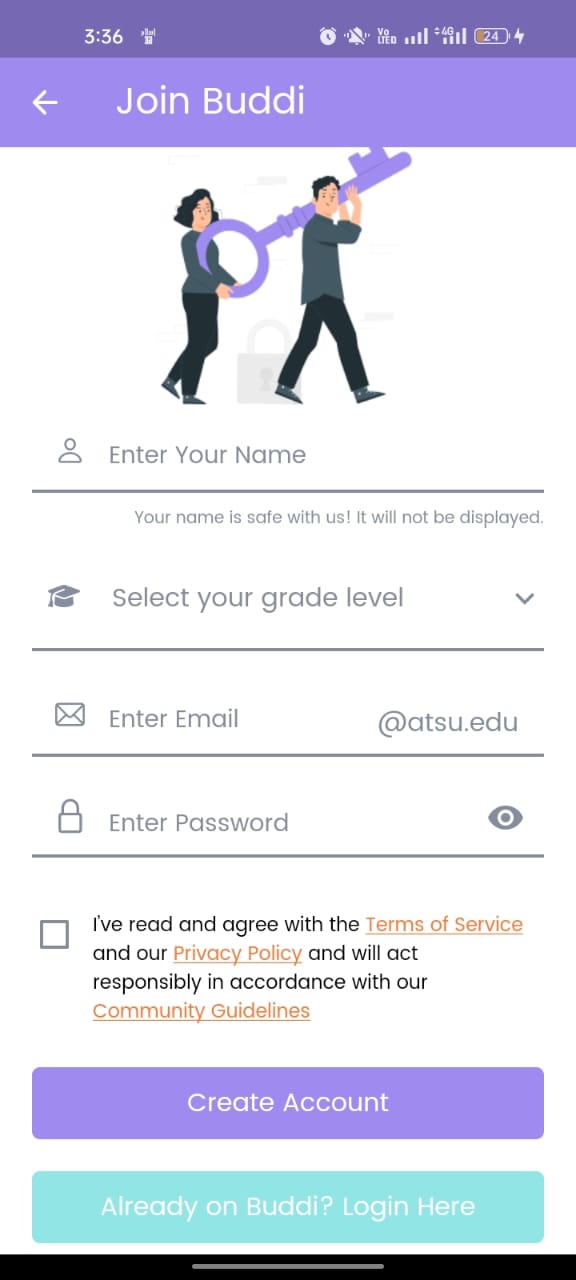 3:36
Vo LTED
4G
24
Join Buddi
Enter Your Name
Your name is safe with us! It will not be displayed.
Select your grade level
Enter Email
@atsu.edu
Enter Password
I've read and agree with the Terms of Service
and our Privacy Policy and will act
responsibly in accordance with our
Community Guidelines
Create Account
Already on Buddi? Login Here